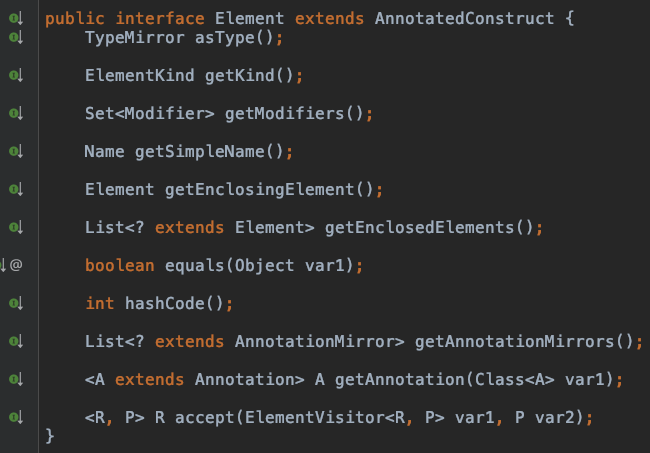 public interface Element extends AnnotatedConstruct {
    TypeMirror asType();
    ElementKind getKind();
    Set<Modifier> getModifiers();
    Name getSimpleName();
    Element getEnclosingElement();
    List<? extends Element> getEnclosedElements();
@ boolean equals(Object var1);
    int hashCode();
    List<? extends AnnotationMirror> getAnnotationMirrors();
    <A extends Annotation> A getAnnotation(Class<A> var1);
    <R, P> R accept(ElementVisitor<R, P> var1, P var2);
}